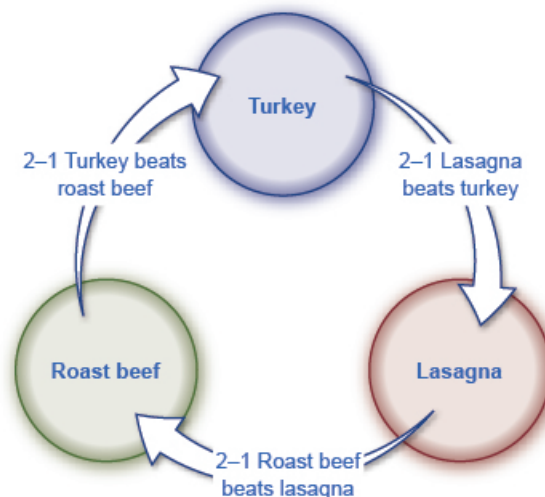 Turkey
2–1 Turkey beats
roast beef
2–1 Lasagna
beats turkey
Roast beef
Lasagna
2–1 Roast beef
beats lasagna